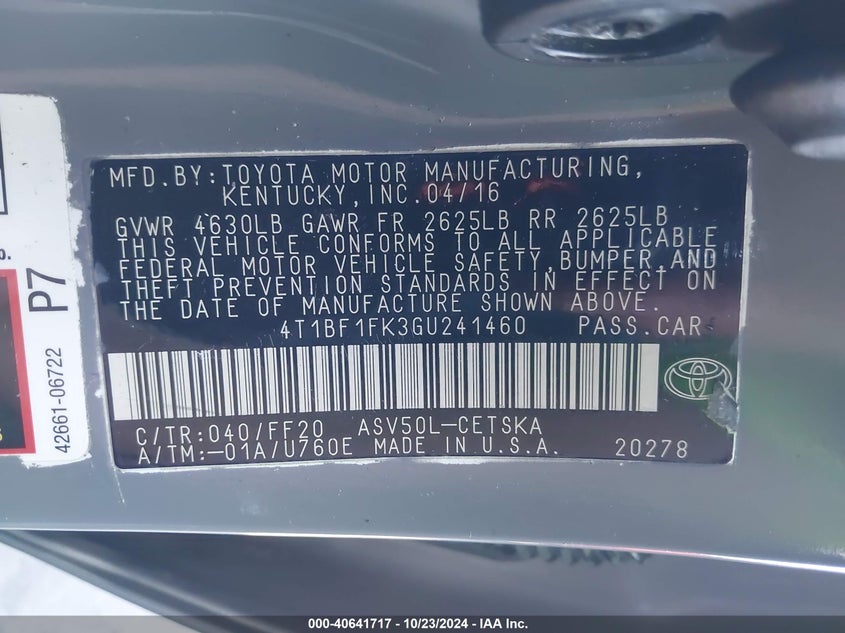 MFD.BY:TOYOTA MOTOR MANUFACTURING,
KENTUCKY,INC.04/16
GVWR 4630LB GAWR FR 2625LB RR 2625LB
THIS VEHICLE CONFORMS TO ALL APPLICABLE
FEDERAL MOTOR VEHICLE SAFETY,BUMPER,AND
THEFT PREVENTION STANDARDS IN EFFECT ON
THE DATE OF MANUFACTURE SHOWN ABOVE.
4T1BF1FK3GU241460 PASS.CAR
C/TR:040/FF20 ASV50L-CETSKA
A/TM:-01A/U760E MADE IN U.S.A. 20278
P7
42661-06722
000-40641717 - 10/23/2024 - IAA Inc.